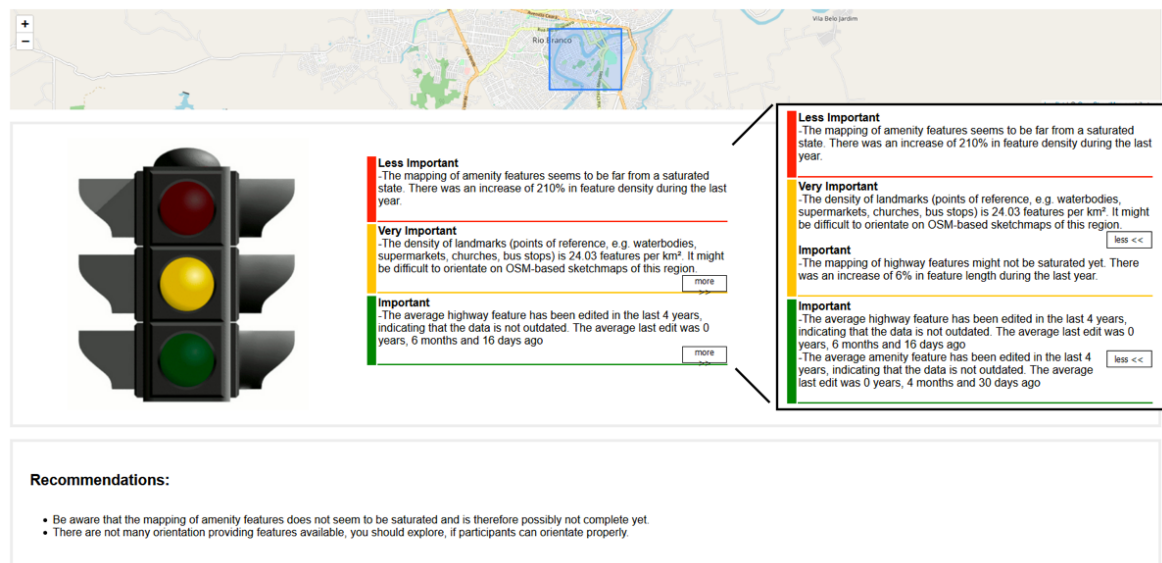 +
−
Vila Belo Jardim
Rio Branco
Less Important
-The mapping of amenity features seems to be far from a saturated
state. There was an increase of 210% in feature density during the last
year.
Very Important
-The density of landmarks (points of reference, e.g. waterbodies,
supermarkets, churches, bus stops) is 24.03 features per km². It might
be difficult to orientate on OSM-based sketchmaps of this region.
more
>>
Important
-The average highway feature has been edited in the last 4 years,
indicating that the data is not outdated. The average last edit was 0
years, 6 months and 16 days ago
more
>>
Less Important
-The mapping of amenity features seems to be far from a saturated
state. There was an increase of 210% in feature density during the last
year.
Very Important
-The density of landmarks (points of reference, e.g. waterbodies,
supermarkets, churches, bus stops) is 24.03 features per km². It might
be difficult to orientate on OSM-based sketchmaps of this region.
less <<
Important
-The mapping of highway features might not be saturated yet. There
was an increase of 6% in feature length during the last year.
Important
-The average highway feature has been edited in the last 4 years,
indicating that the data is not outdated. The average last edit was 0
years, 6 months and 16 days ago
-The average amenity feature has been edited in the last 4
years, indicating that the data is not outdated. The average
last edit was 0 years, 4 months and 30 days ago
less <<
Recommendations:
• Be aware that the mapping of amenity features does not seem to be saturated and is therefore possibly not complete yet.
• There are not many orientation providing features available, you should explore, if participants can orientate properly.